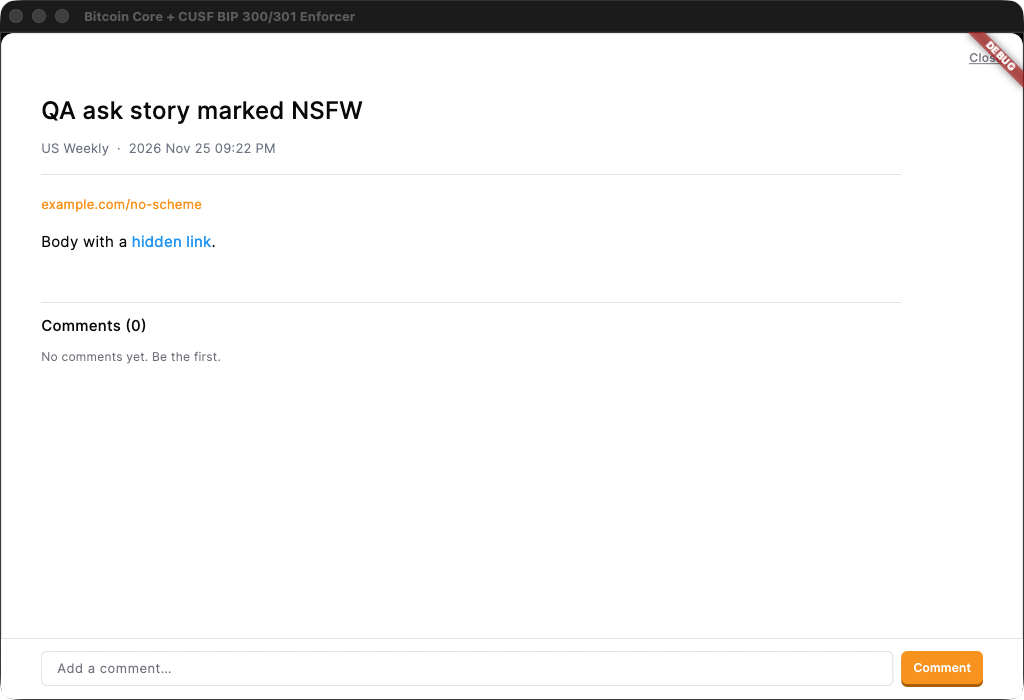 Bitcoin Core + CUSF BIP 300/301 Enforcer
Clos
DEBUG
QA ask story marked NSFW
US Weekly · 2026 Nov 25 09:22 PM
example.com/no-scheme
Body with a hidden link.
Comments (0)
No comments yet. Be the first.
Add a comment...
Comment